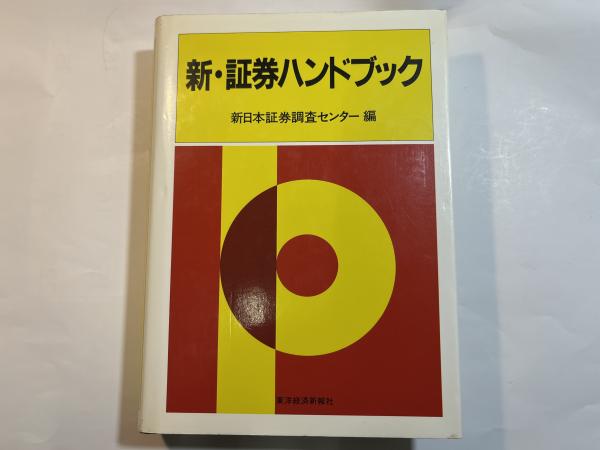 新・証券ハンドブック
新日本証券調査センター 編
東洋経済新報社